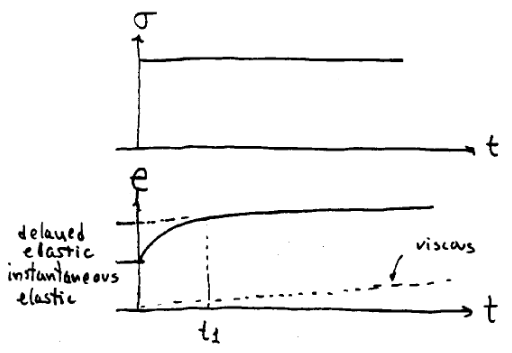 σ
t
e
delayed
elastic
instantaneous
elastic
viscous
t
t1